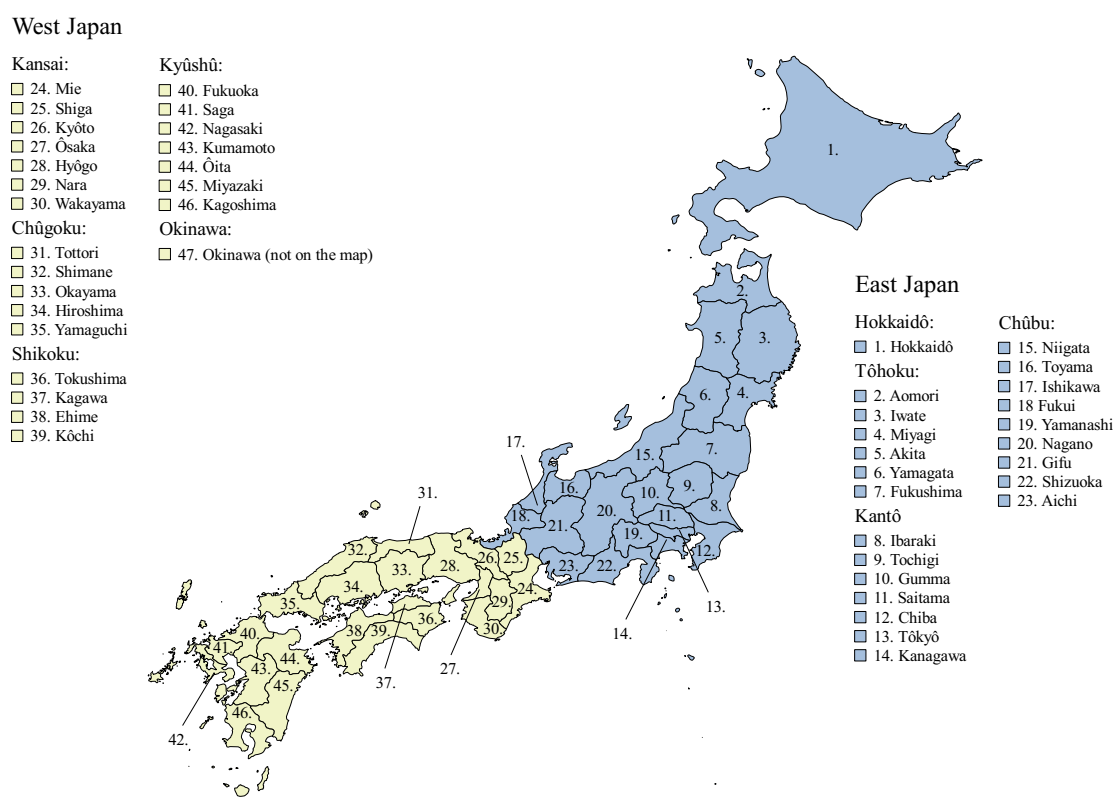 West Japan
Kansai:
24. Mie
25. Shiga
26. Kyôto
27. Ôsaka
28. Hyôgo
29. Nara
30. Wakayama
Chûgoku:
31. Tottori
32. Shimane
33. Okayama
34. Hiroshima
35. Yamaguchi
Shikoku:
36. Tokushima
37. Kagawa
38. Ehime
39. Kôchi
Kyûshû:
40. Fukuoka
41. Saga
42. Nagasaki
43. Kumamoto
44. Ôita
45. Miyazaki
46. Kagoshima
Okinawa:
47. Okinawa (not on the map)
East Japan
Hokkaidô:
1. Hokkaidô
Tôhoku:
2. Aomori
3. Iwate
4. Miyagi
5. Akita
6. Yamagata
7. Fukushima
Kantô
8. Ibaraki
9. Tochigi
10. Gumma
11. Saitama
12. Chiba
13. Tôkyô
14. Kanagawa
Chûbu:
15. Niigata
16. Toyama
17. Ishikawa
18 Fukui
19. Yamanashi
20. Nagano
21. Gifu
22. Shizuoka
23. Aichi
1.
2.
5.
3.
6.
4.
17.
15.
7.
16.
10.
9.
31.
18.
21.
20.
11.
8.
19.
32.
33.
28.
26.
25.
23.
22.
12.
34.
35.
29.
24.
13.
40.
38.
39.
36.
30.
14.
41.
43.
44.
37.
27.
45.
46.
42.